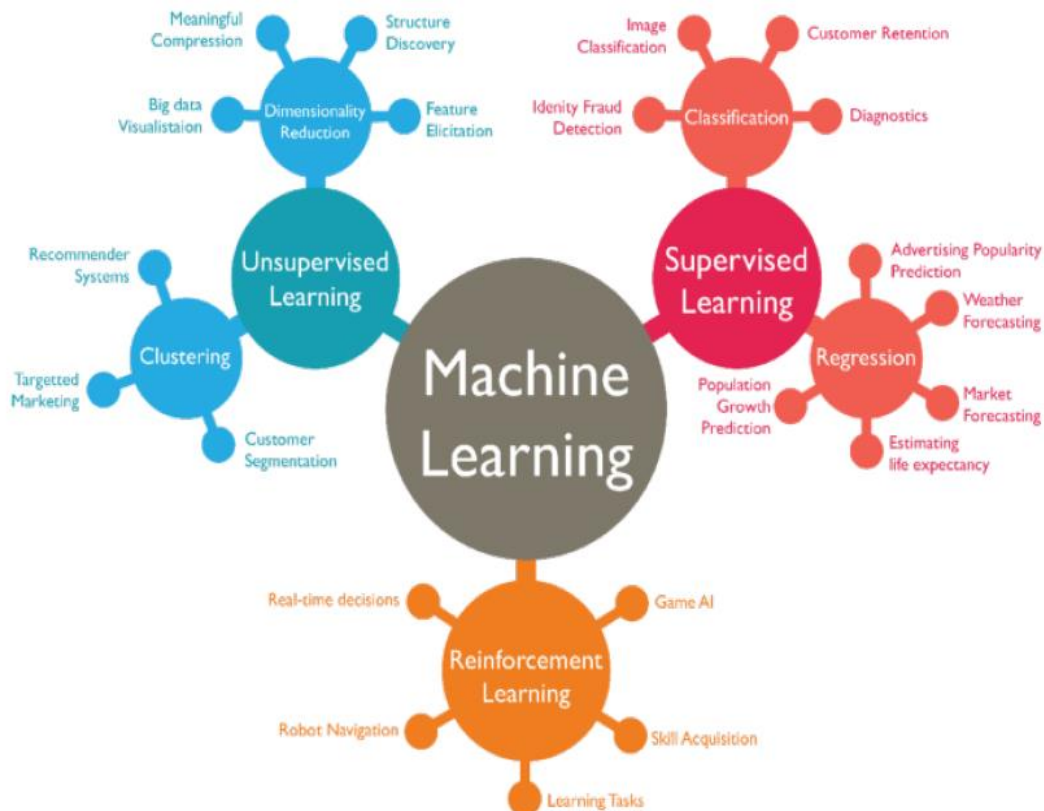 Meaningful
Compression
Structure
Discovery
Big data
Visualistaion
Dimensionality
Reduction
Feature
Elicitation
Image
Classification
Customer Retention
Idenity Fraud
Detection
Classification
Diagnostics
Unsupervised
Learning
Supervised
Learning
Recommender
Systems
Clustering
Targetted
Marketing
Customer
Segmentation
Advertising Popularity
Prediction
Weather
Forecasting
Regression
Population
Growth
Prediction
Market
Forecasting
Estimating
life expectancy
Machine
Learning
Real-time decisions
Game AI
Reinforcement
Learning
Robot Navigation
Skill Acquisition
Learning Tasks